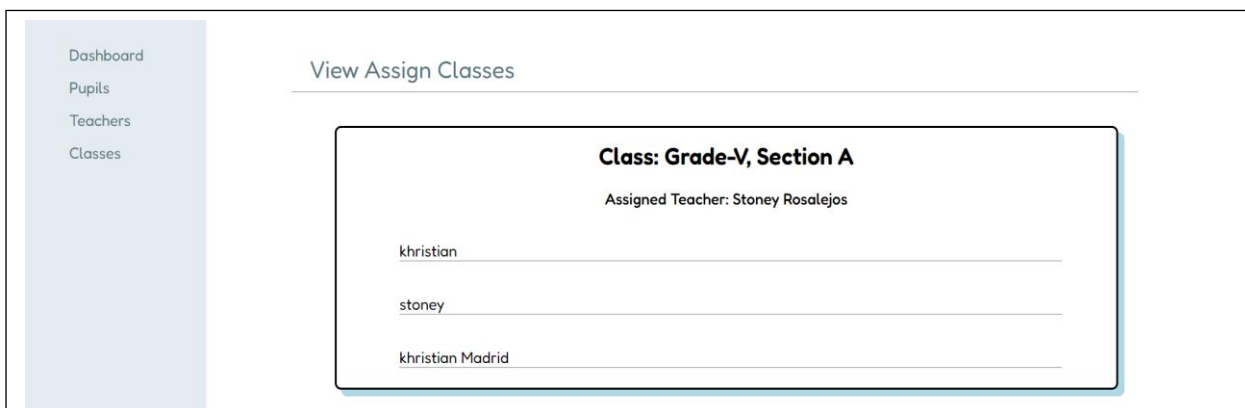 Dashboard
Pupils
Teachers
Classes
View Assign Classes
Class: Grade-V, Section A
Assigned Teacher: Stoney Rosalejos
khristian
stoney
khristian Madrid